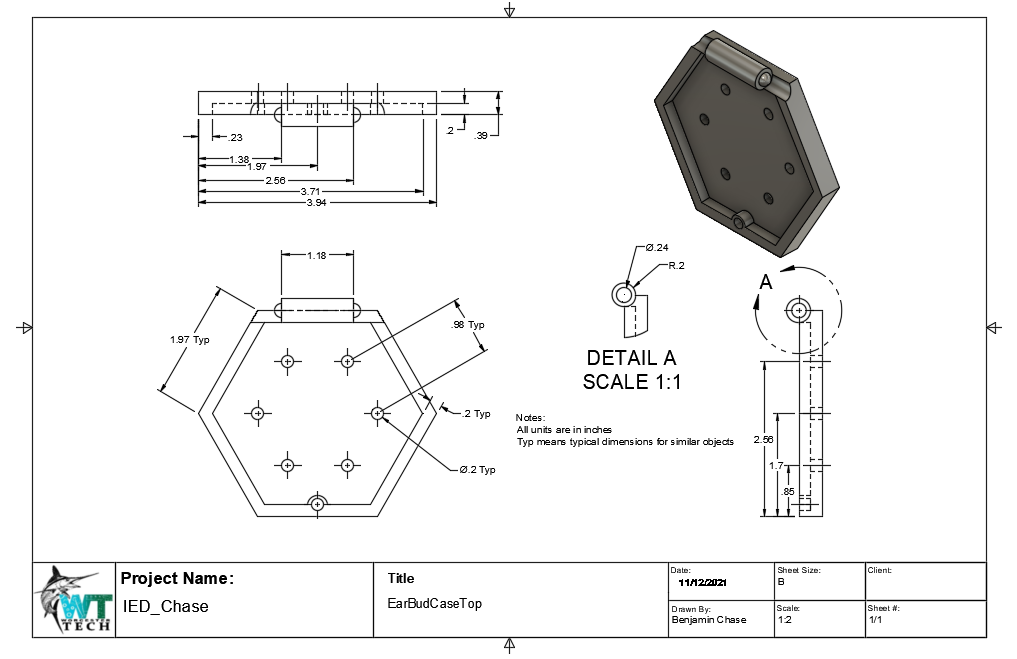 .23
1.38
1.97
2.56
3.71
3.94
.2
.39
1.18
1.97 Typ
.98 Typ
.2 Typ
Ø.2 Typ
Ø.24
R.2
DETAIL A
SCALE 1:1
Notes:
All units are in inches
Typ means typical dimensions for similar objects
A
2.56
1.7
.85
WT
WORCESTER
TECH
Project Name:
IED_Chase
Title
EarBudCaseTop
Date:
11/12/2021
Sheet Size:
B
Client:
Drawn By:
Benjamin Chase
Scale:
1:2
Sheet #:
1/1